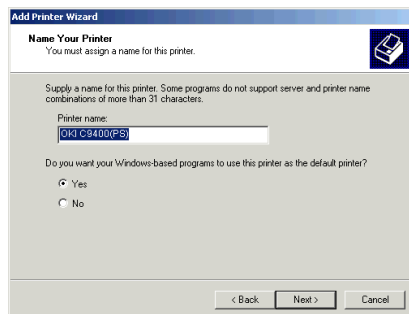 Add Printer Wizard
Name Your Printer
You must assign a name for this printer.
Supply a name for this printer. Some programs do not support server and printer name
combinations of more than 31 characters.
Printer name:
OKI C9400(PS)
Do you want your Windows-based programs to use this printer as the default printer?
Yes
No
< Back
Next >
Cancel